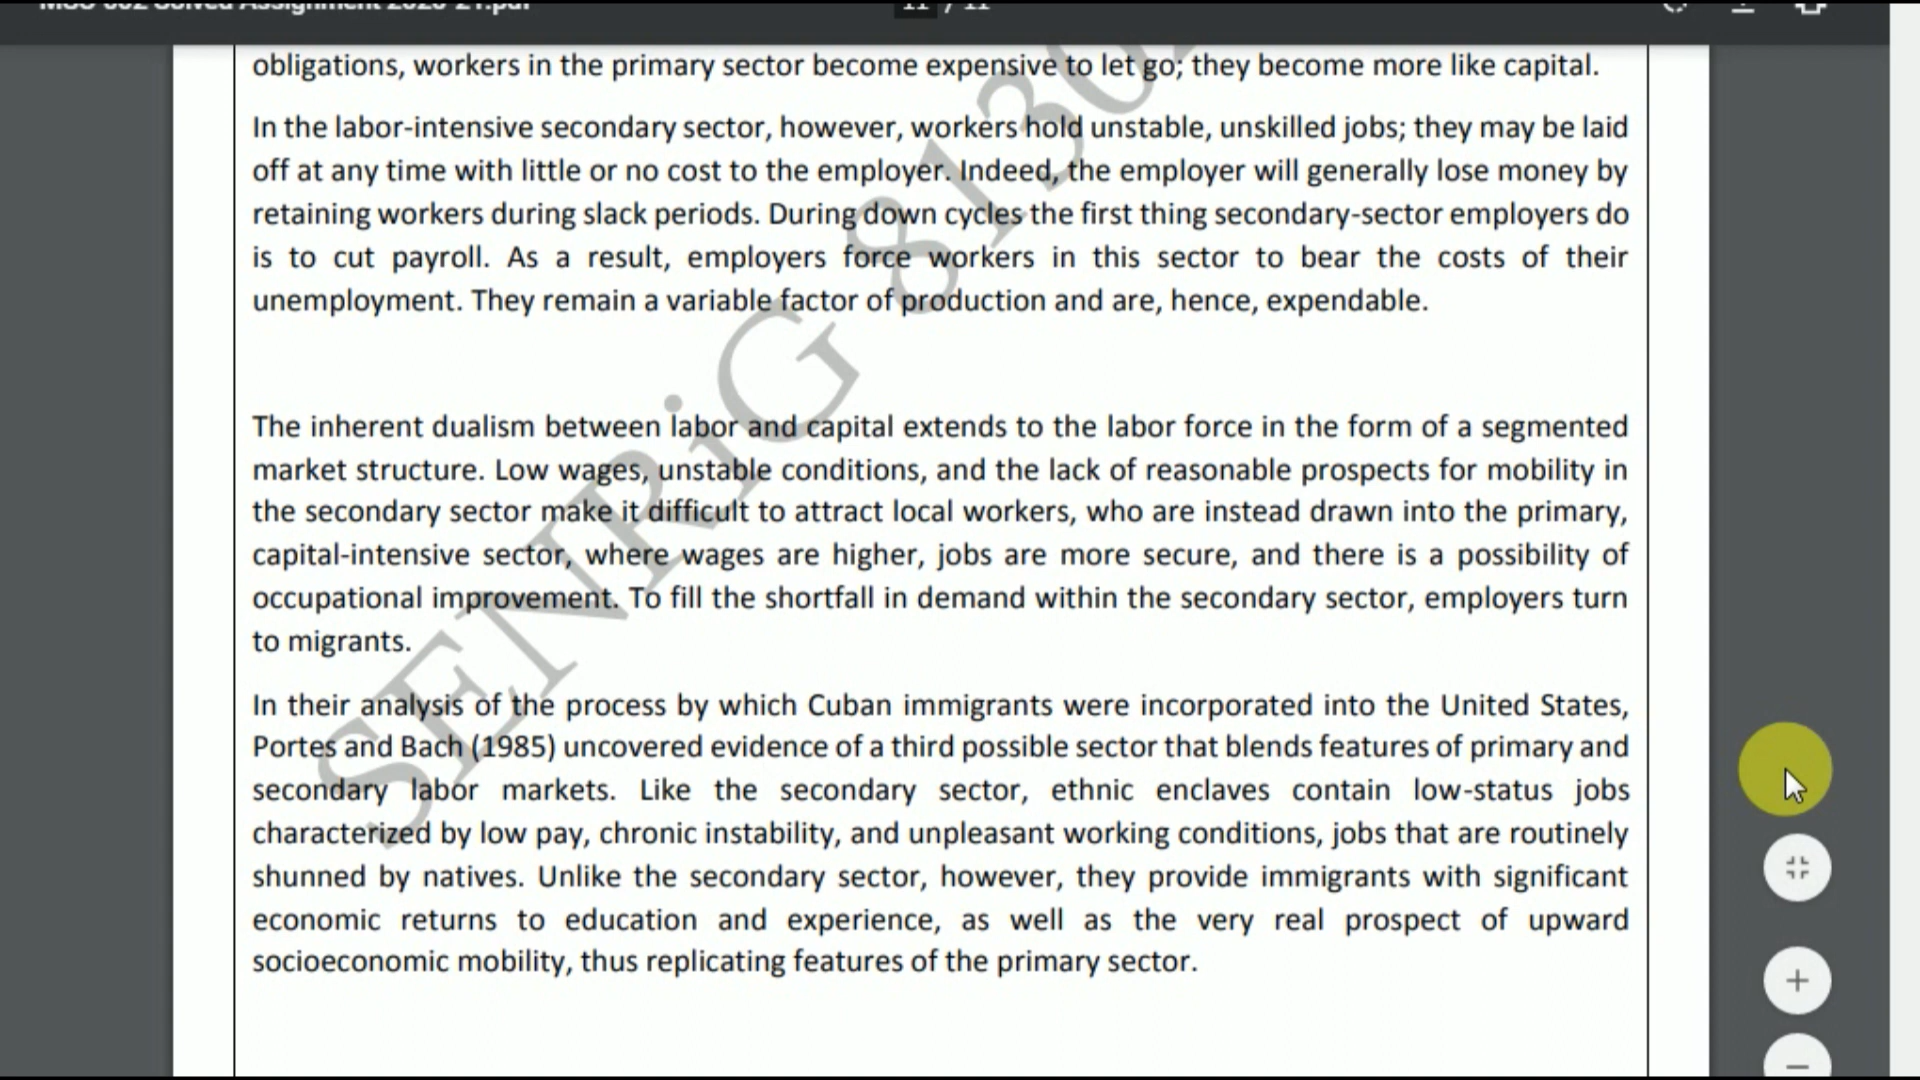 11 / 11
obligations, workers in the primary sector become expensive to let go; they become more like capital.
In the labor-intensive secondary sector, however, workers hold unstable, unskilled jobs; they may be laid
off at any time with little or no cost to the employer. Indeed, the employer will generally lose money by
retaining workers during slack periods. During down cycles the first thing secondary-sector employers do
is to cut payroll. As a result, employers force workers in this sector to bear the costs of their
unemployment. They remain a variable factor of production and are, hence, expendable.
The inherent dualism between labor and capital extends to the labor force in the form of a segmented
market structure. Low wages, unstable conditions, and the lack of reasonable prospects for mobility in
the secondary sector make it difficult to attract local workers, who are instead drawn into the primary,
capital-intensive sector, where wages are higher, jobs are more secure, and there is a possibility of
occupational improvement. To fill the shortfall in demand within the secondary sector, employers turn
to migrants.
In their analysis of the process by which Cuban immigrants were incorporated into the United States,
Portes and Bach (1985) uncovered evidence of a third possible sector that blends features of primary and
secondary labor markets. Like the secondary sector, ethnic enclaves contain low-status jobs
characterized by low pay, chronic instability, and unpleasant working conditions, jobs that are routinely
shunned by natives. Unlike the secondary sector, however, they provide immigrants with significant
economic returns to education and experience, as well as the very real prospect of upward
socioeconomic mobility, thus replicating features of the primary sector.
SENRiG 8130